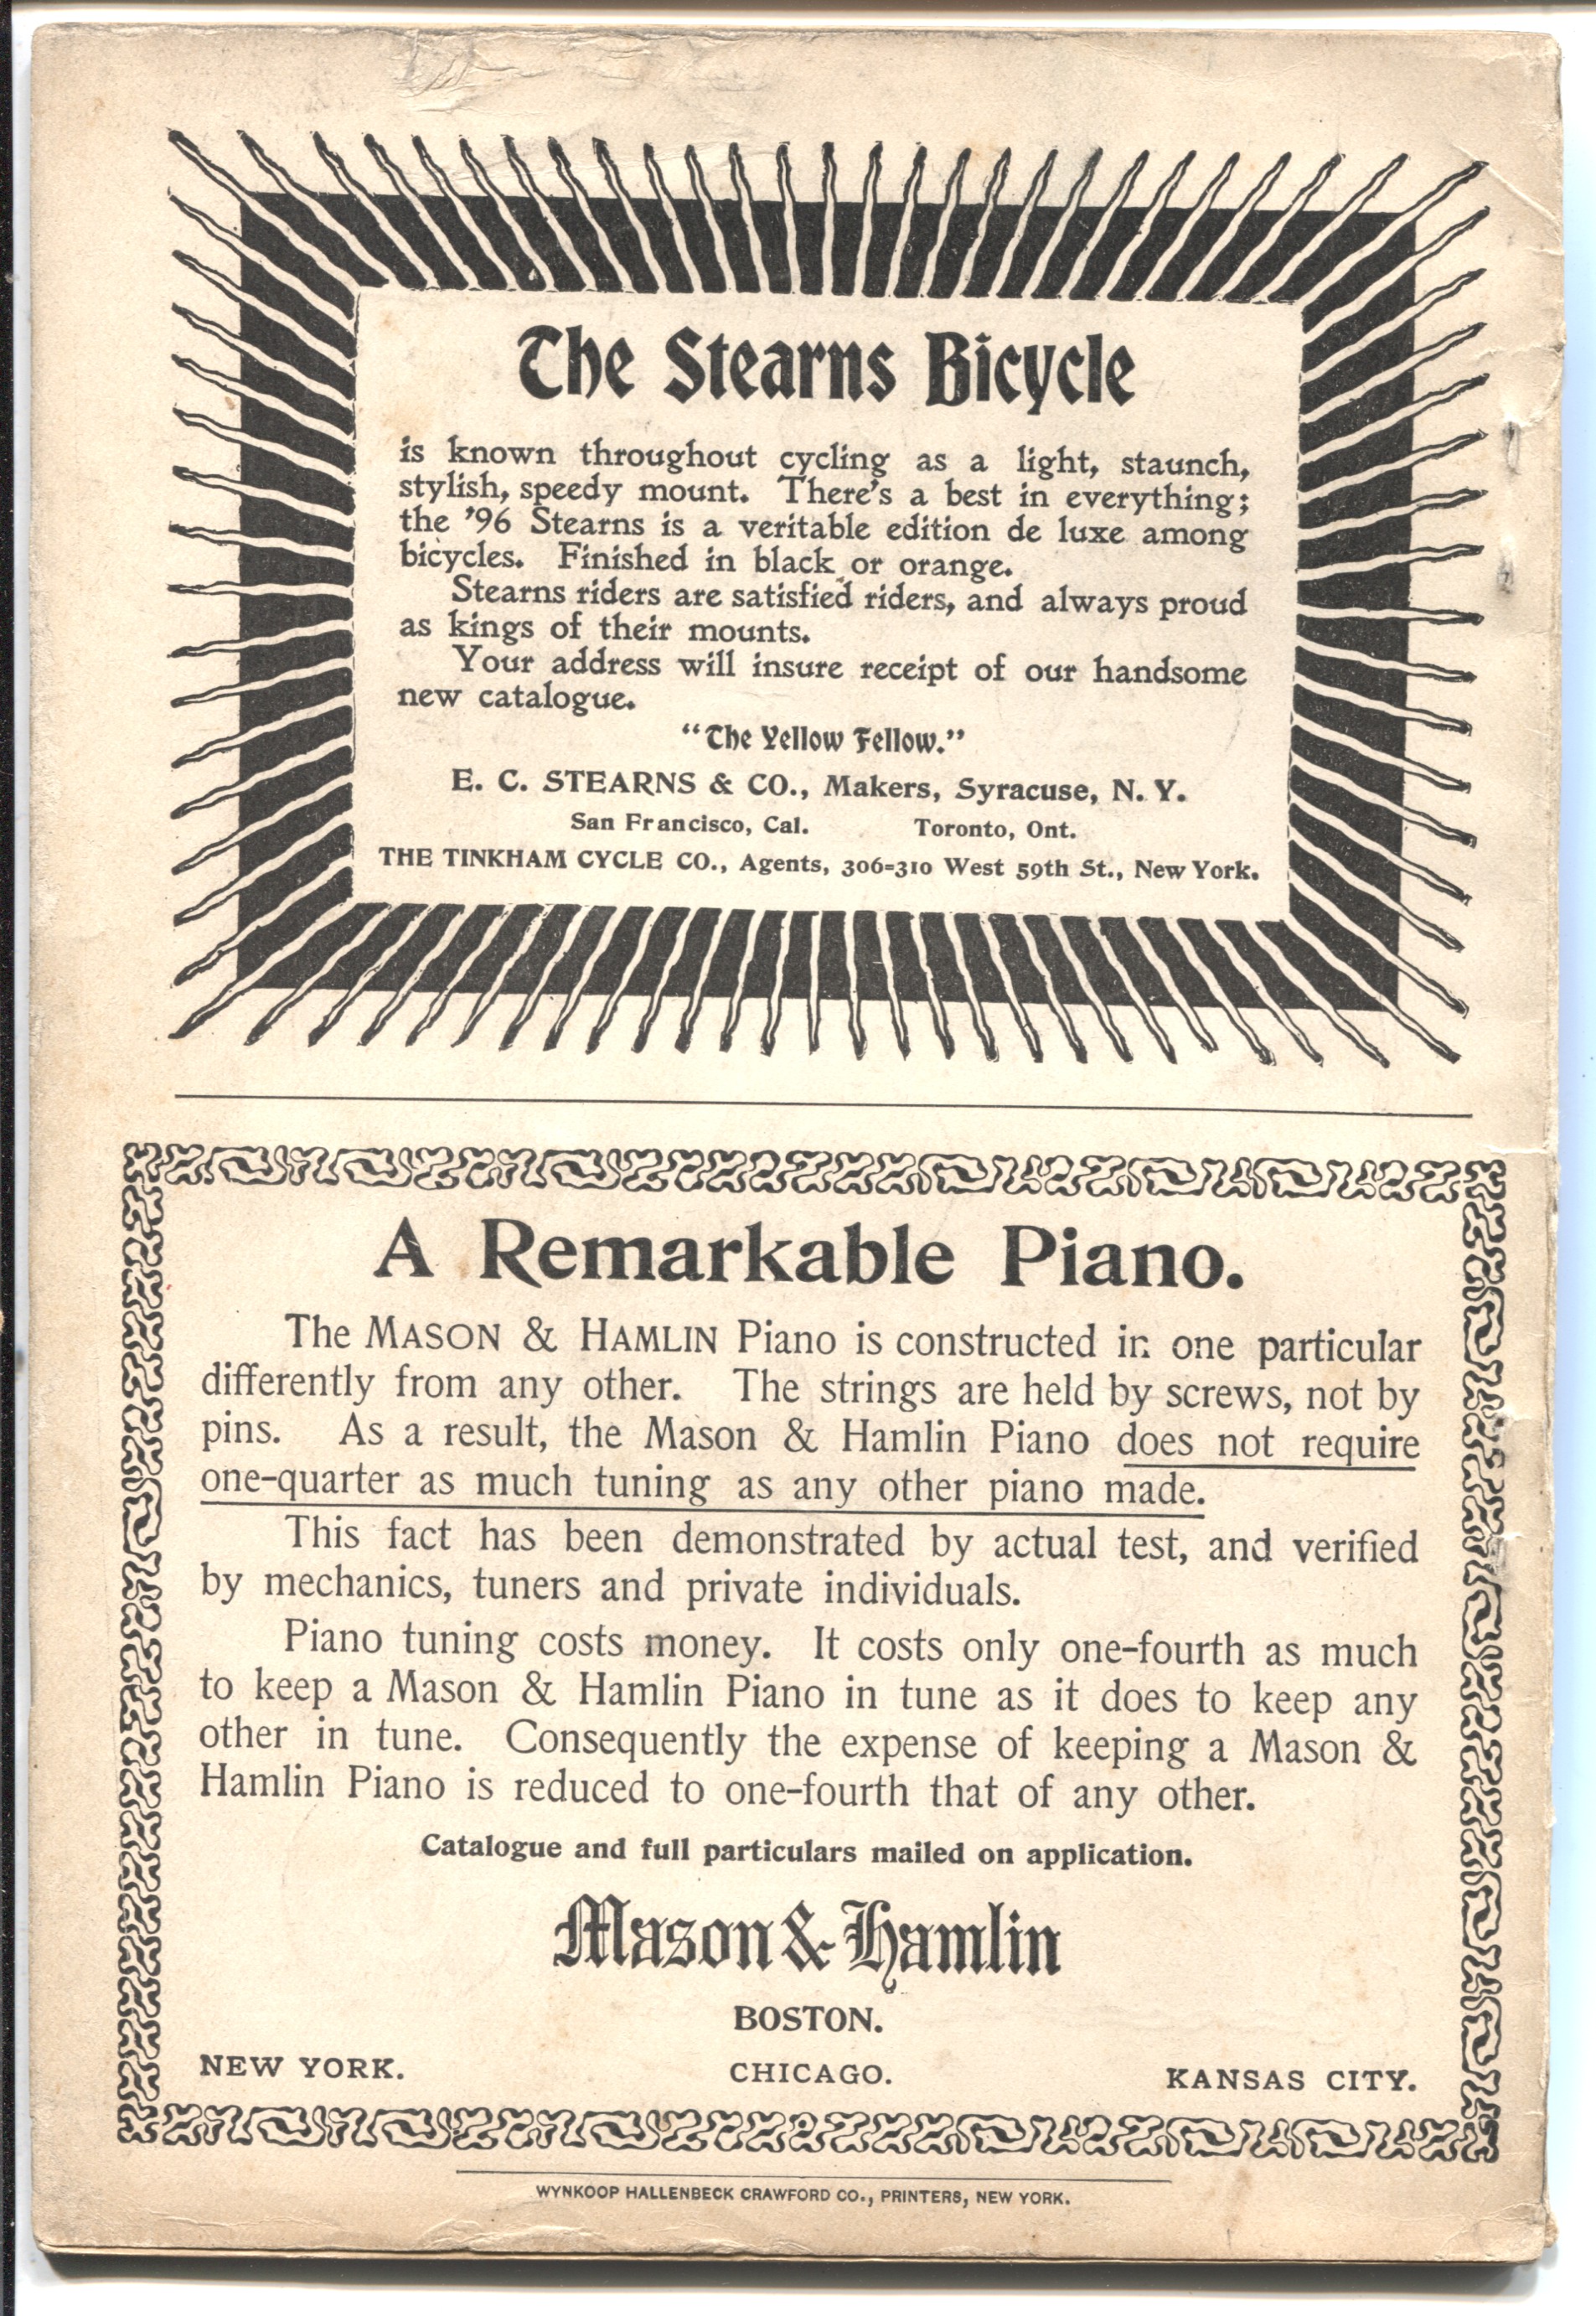 The Stearns Bicycle
is known throughout cycling as a light, staunch,
stylish, speedy mount. There's a best in everything;
the '96 Stearns is a veritable edition de luxe among
bicycles. Finished in black or orange.
Stearns riders are satisfied riders, and always proud
as kings of their mounts.
Your address will insure receipt of our handsome
new catalogue.
"The Yellow Fellow."
E. C. STEARNS & CO., Makers, Syracuse, N. Y.
San Francisco, Cal. Toronto, Ont.
THE TINKHAM CYCLE CO., Agents, 306=310 West 59th St., New York.
A Remarkable Piano.
The MASON & HAMLIN Piano is constructed in one particular
differently from any other. The strings are held by screws, not by
pins. As a result, the Mason & Hamlin Piano does not require
one-quarter as much tuning as any other piano made.
This fact has been demonstrated by actual test, and verified
by mechanics, tuners and private individuals.
Piano tuning costs money. It costs only one-fourth as much
to keep a Mason & Hamlin Piano in tune as it does to keep any
other in tune. Consequently the expense of keeping a Mason &
Hamlin Piano is reduced to one-fourth that of any other.
Catalogue and full particulars mailed on application.
Mason & Hamlin
BOSTON.
NEW YORK. CHICAGO. KANSAS CITY.
WYNKOOP HALLENBECK CRAWFORD CO., PRINTERS, NEW YORK.